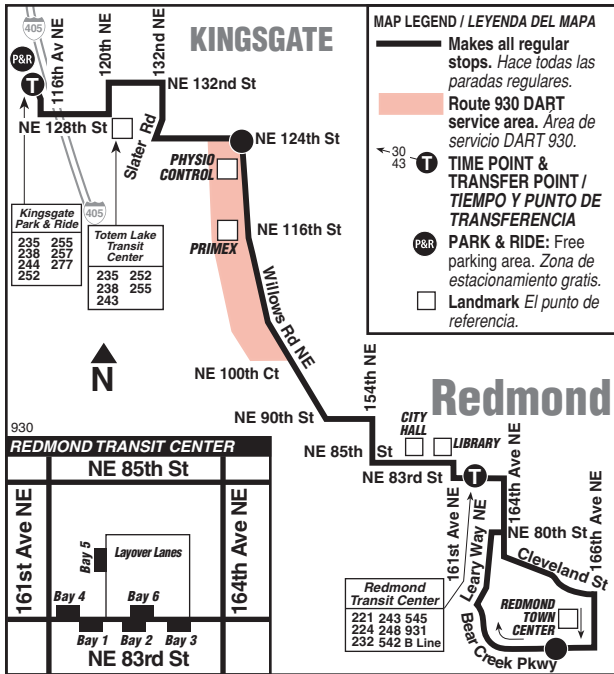 405
P&R
T
116th Av NE
120th NE
132nd NE
KINGSGATE
NE 132nd St
NE 128th St
Slater Rd
NE 124th St
PHYSIO
CONTROL
405
Kingsgate
Park & Ride
235 255
238 257
244 277
252
Totem Lake
Transit
Center
235 252
238 255
243
NE 116th St
PRIMEX
Willows Rd NE
N
NE 100th Ct
MAP LEGEND / LEYENDA DEL MAPA
Makes all regular
stops. Hace todas las
paradas regulares.
Route 930 DART
service area. Área de
servicio DART 930.
30
43
T
TIME POINT &
TRANSFER POINT /
TIEMPO Y PUNTO DE
TRANSFERENCIA
P&R
PARK & RIDE: Free
parking area. Zona de
estacionamiento gratis.
Landmark El punto de
referencia.
154th NE
Redmond
NE 90th St
CITY
HALL
LIBRARY
NE 85th St
NE 83rd St
T
161st Ave NE
164th Ave NE
166th Ave NE
Leary Way NE
NE 80th St
Cleveland St
REDMOND
TOWN
CENTER
Bear Creek Pkwy
Redmond
Transit Center
221 243 545
224 248 931
232 542 B Line
930
REDMOND TRANSIT CENTER
NE 85th St
161st Ave NE
164th Ave NE
Bay 5
Layover Lanes
Bay 4
Bay 6
Bay 1
Bay 2
Bay 3
NE 83rd St